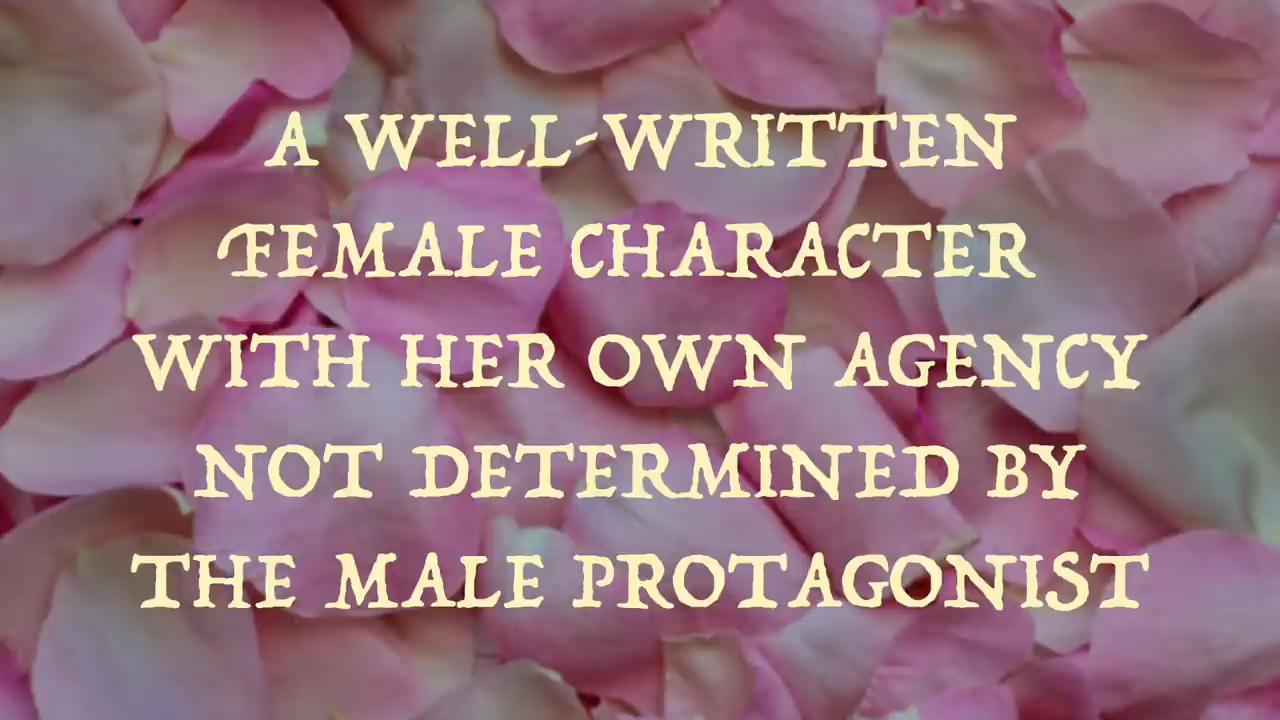 A WELL-WRITTEN
FEMALE CHARACTER
WITH HER OWN AGENCY
NOT DETERMINED BY
THE MALE PROTAGONIST